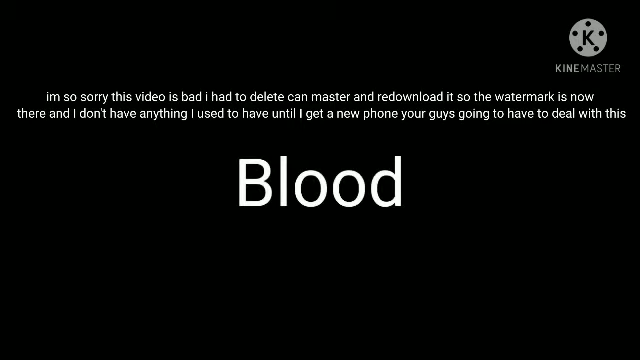 K
KINEMASTER
im so sorry this video is bad i had to delete can master and redownload it so the watermark is now
there and I don't have anything I used to have until I get a new phone your guys going to have to deal with this
Blood